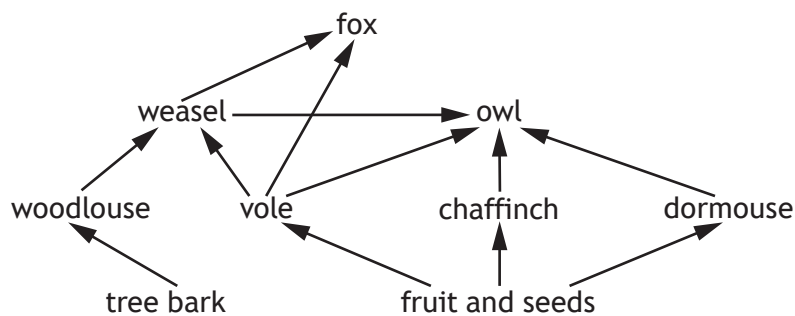 fox
weasel owl
woodlouse vole chaffinch dormouse
tree bark fruit and seeds